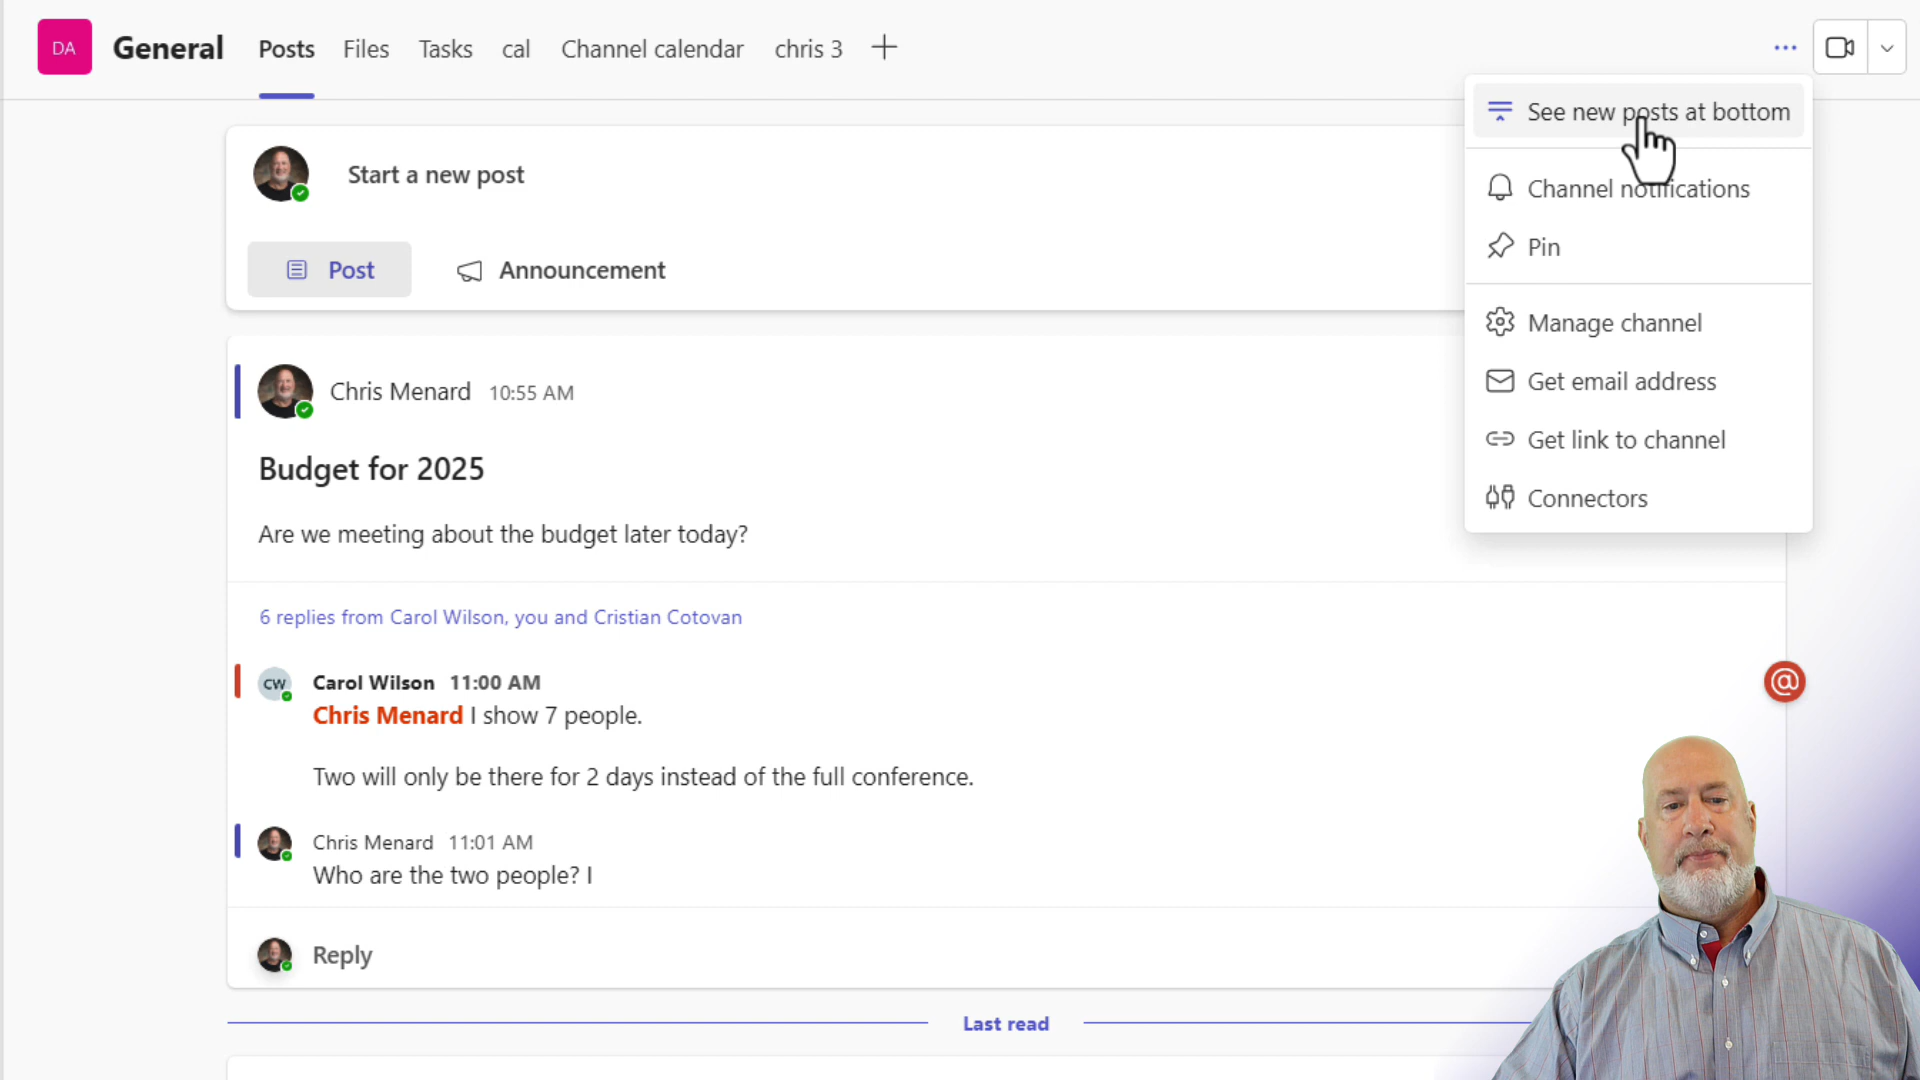 DA General Posts Files Tasks cal Channel calendar chris 3
See new posts at bottom
Channel notifications
Pin
Manage channel
Get email address
Get link to channel
Connectors
Start a new post
Post Announcement
Chris Menard 10:55 AM
Budget for 2025
Are we meeting about the budget later today?
6 replies from Carol Wilson, you and Cristian Cotovan
CW Carol Wilson 11:00 AM
Chris Menard I show 7 people.
Two will only be there for 2 days instead of the full conference.
Chris Menard 11:01 AM
Who are the two people? I
Reply
Last read